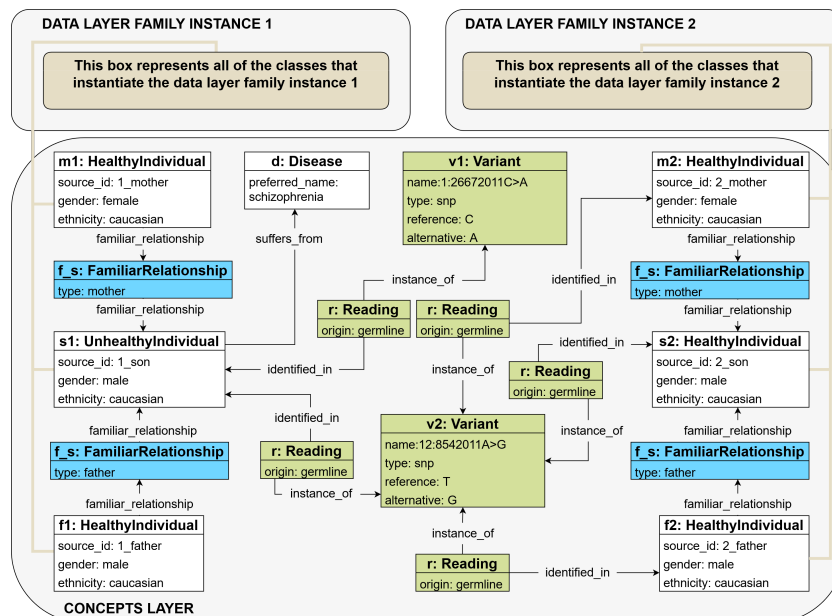 DATA LAYER FAMILY INSTANCE 1
This box represents all of the classes that
instantiate the data layer family instance 1
DATA LAYER FAMILY INSTANCE 2
This box represents all of the classes that
instantiate the data layer family instance 2
m1: HealthyIndividual
source_id: 1_mother
gender: female
ethnicity: caucasian
d: Disease
preferred_name:
schizophrenia
v1: Variant
name:1:26672011C>A
type: snp
reference: C
alternative: A
m2: HealthyIndividual
source_id: 2_mother
gender: female
ethnicity: caucasian
familiar_relationship
suffers_from
familiar_relationship
f_s: FamiliarRelationship
type: mother
instance_of
identified_in
f_s: FamiliarRelationship
type: mother
familiar_relationship
r: Reading
origin: germline
r: Reading
origin: germline
familiar_relationship
s1: UnhealthyIndividual
source_id: 1_son
gender: male
ethnicity: caucasian
identified_in
instance_of
identified_in
r: Reading
origin: germline
s2: HealthyIndividual
source_id: 2_son
gender: male
ethnicity: caucasian
familiar_relationship
identified_in
v2: Variant
name:12:8542011A>G
type: snp
reference: T
alternative: G
instance_of
familiar_relationship
f_s: FamiliarRelationship
type: father
r: Reading
origin: germline
instance_of
f_s: FamiliarRelationship
type: father
familiar_relationship
familiar_relationship
f1: HealthyIndividual
source_id: 1_father
gender: male
ethnicity: caucasian
instance_of
r: Reading
origin: germline
identified_in
f2: HealthyIndividual
source_id: 2_father
gender: male
ethnicity: caucasian
CONCEPTS LAYER